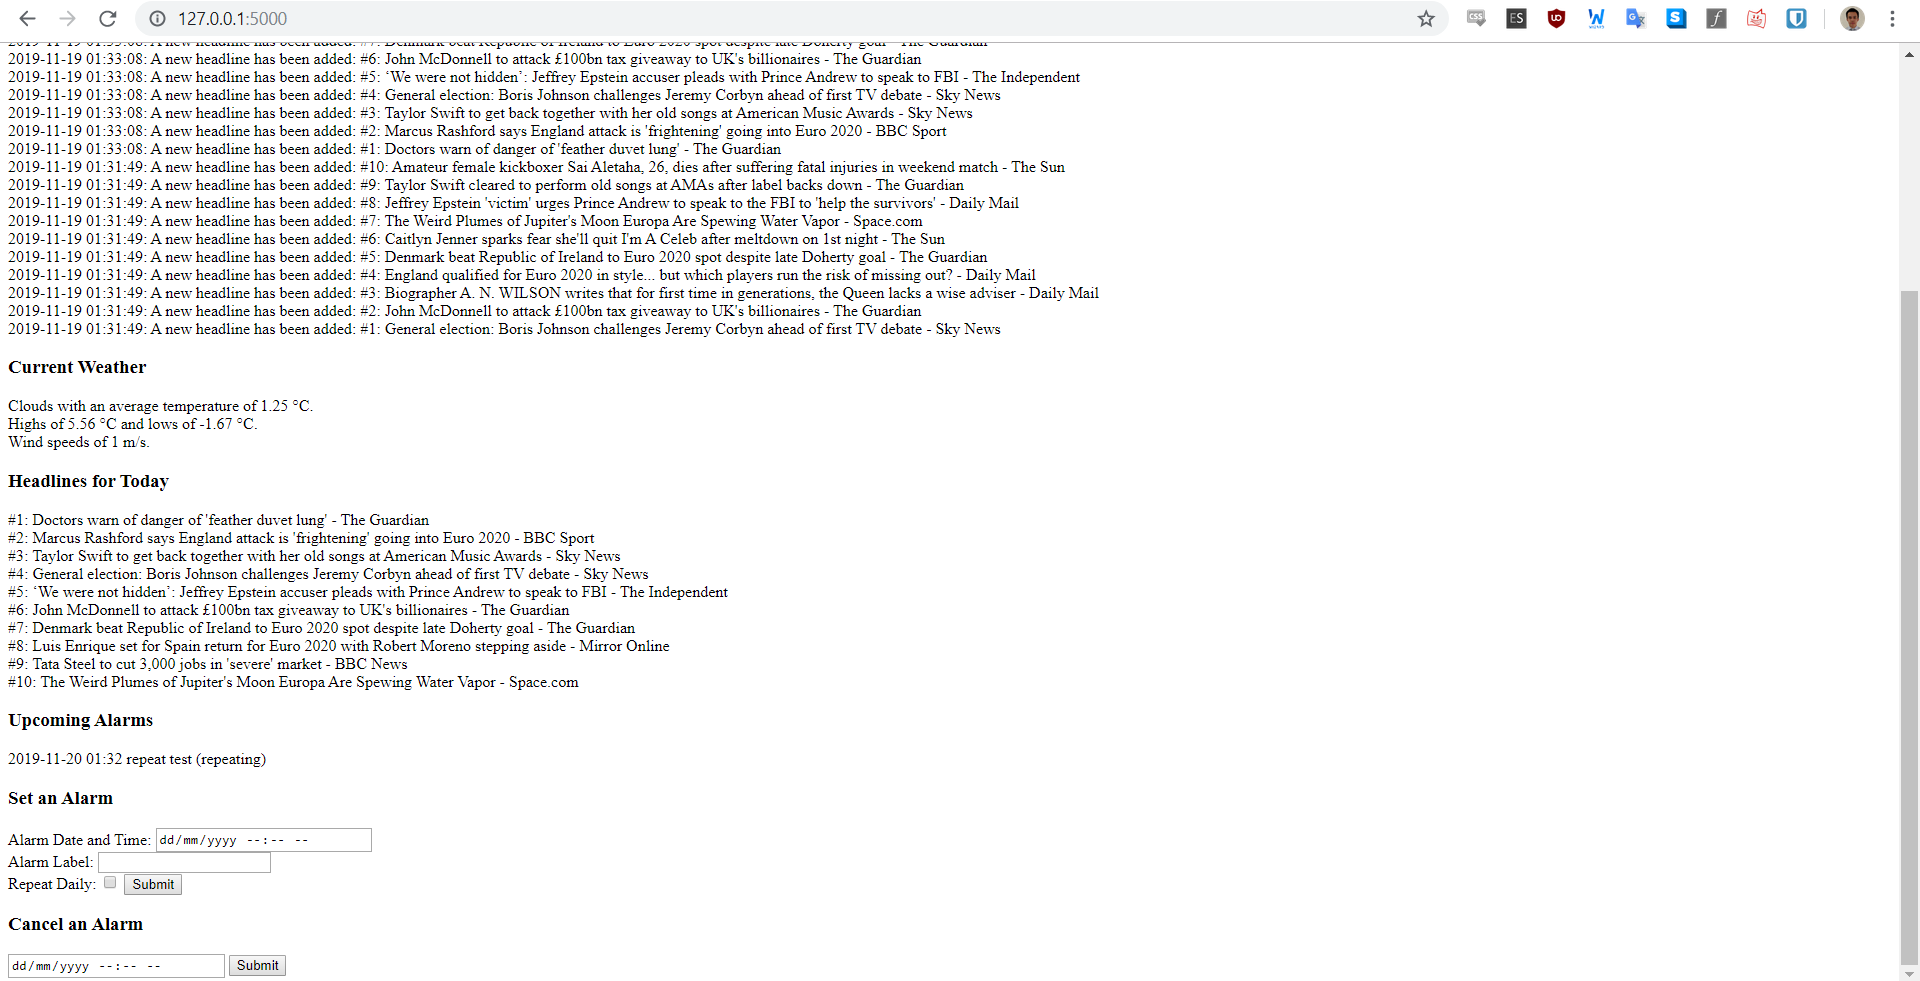 127.0.0.1:5000
2019-11-19 01:33:08: A new headline has been added: #7: Denmark beat Republic of Ireland to Euro 2020 spot despite late Doherty goal - The Guardian
2019-11-19 01:33:08: A new headline has been added: #6: John McDonnell to attack £100bn tax giveaway to UK's billionaires - The Guardian
2019-11-19 01:33:08: A new headline has been added: #5: ‘We were not hidden’: Jeffrey Epstein accuser pleads with Prince Andrew to speak to FBI - The Independent
2019-11-19 01:33:08: A new headline has been added: #4: General election: Boris Johnson challenges Jeremy Corbyn ahead of first TV debate - Sky News
2019-11-19 01:33:08: A new headline has been added: #3: Taylor Swift to get back together with her old songs at American Music Awards - Sky News
2019-11-19 01:33:08: A new headline has been added: #2: Marcus Rashford says England attack is 'frightening' going into Euro 2020 - BBC Sport
2019-11-19 01:33:08: A new headline has been added: #1: Doctors warn of danger of 'feather duvet lung' - The Guardian
2019-11-19 01:31:49: A new headline has been added: #10: Amateur female kickboxer Sai Aletaha, 26, dies after suffering fatal injuries in weekend match - The Sun
2019-11-19 01:31:49: A new headline has been added: #9: Taylor Swift cleared to perform old songs at AMAs after label backs down - The Guardian
2019-11-19 01:31:49: A new headline has been added: #8: Jeffrey Epstein 'victim' urges Prince Andrew to speak to the FBI to 'help the survivors' - Daily Mail
2019-11-19 01:31:49: A new headline has been added: #7: The Weird Plumes of Jupiter's Moon Europa Are Spewing Water Vapor - Space.com
2019-11-19 01:31:49: A new headline has been added: #6: Caitlyn Jenner sparks fear she'll quit I'm A Celeb after meltdown on 1st night - The Sun
2019-11-19 01:31:49: A new headline has been added: #5: Denmark beat Republic of Ireland to Euro 2020 spot despite late Doherty goal - The Guardian
2019-11-19 01:31:49: A new headline has been added: #4: England qualified for Euro 2020 in style... but which players run the risk of missing out? - Daily Mail
2019-11-19 01:31:49: A new headline has been added: #3: Biographer A. N. WILSON writes that for first time in generations, the Queen lacks a wise adviser - Daily Mail
2019-11-19 01:31:49: A new headline has been added: #2: John McDonnell to attack £100bn tax giveaway to UK's billionaires - The Guardian
2019-11-19 01:31:49: A new headline has been added: #1: General election: Boris Johnson challenges Jeremy Corbyn ahead of first TV debate - Sky News
Current Weather
Clouds with an average temperature of 1.25 °C.
Highs of 5.56 °C and lows of -1.67 °C.
Wind speeds of 1 m/s.
Headlines for Today
#1: Doctors warn of danger of 'feather duvet lung' - The Guardian
#2: Marcus Rashford says England attack is 'frightening' going into Euro 2020 - BBC Sport
#3: Taylor Swift to get back together with her old songs at American Music Awards - Sky News
#4: General election: Boris Johnson challenges Jeremy Corbyn ahead of first TV debate - Sky News
#5: ‘We were not hidden’: Jeffrey Epstein accuser pleads with Prince Andrew to speak to FBI - The Independent
#6: John McDonnell to attack £100bn tax giveaway to UK's billionaires - The Guardian
#7: Denmark beat Republic of Ireland to Euro 2020 spot despite late Doherty goal - The Guardian
#8: Luis Enrique set for Spain return for Euro 2020 with Robert Moreno stepping aside - Mirror Online
#9: Tata Steel to cut 3,000 jobs in 'severe' market - BBC News
#10: The Weird Plumes of Jupiter's Moon Europa Are Spewing Water Vapor - Space.com
Upcoming Alarms
2019-11-20 01:32 repeat test (repeating)
Set an Alarm
Alarm Date and Time: dd/mm/yyyy --:-- --
Alarm Label:
Repeat Daily: Submit
Cancel an Alarm
dd/mm/yyyy --:-- -- Submit